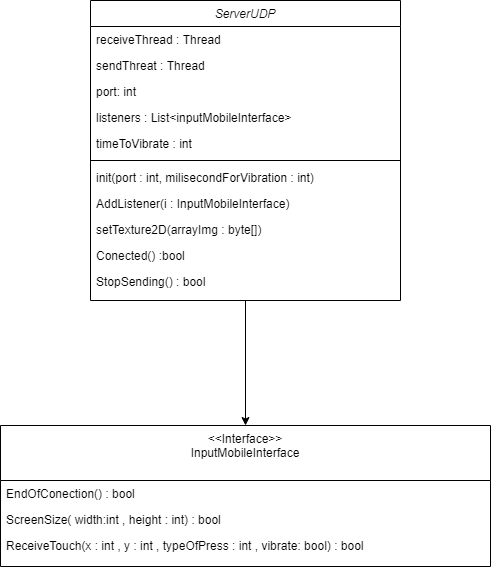 ServerUDP
receiveThread : Thread
sendThreat : Thread
port: int
listeners : List<inputMobileInterface>
timeToVibrate : int
init(port : int, milisecondForVibration : int)
AddListener(i : InputMobileInterface)
setTexture2D(arrayImg : byte[])
Conected() :bool
StopSending() : bool
<<Interface>>
InputMobileInterface
EndOfConection() : bool
ScreenSize( width:int , height : int) : bool
ReceiveTouch(x : int , y : int , typeOfPress : int , vibrate: bool) : bool